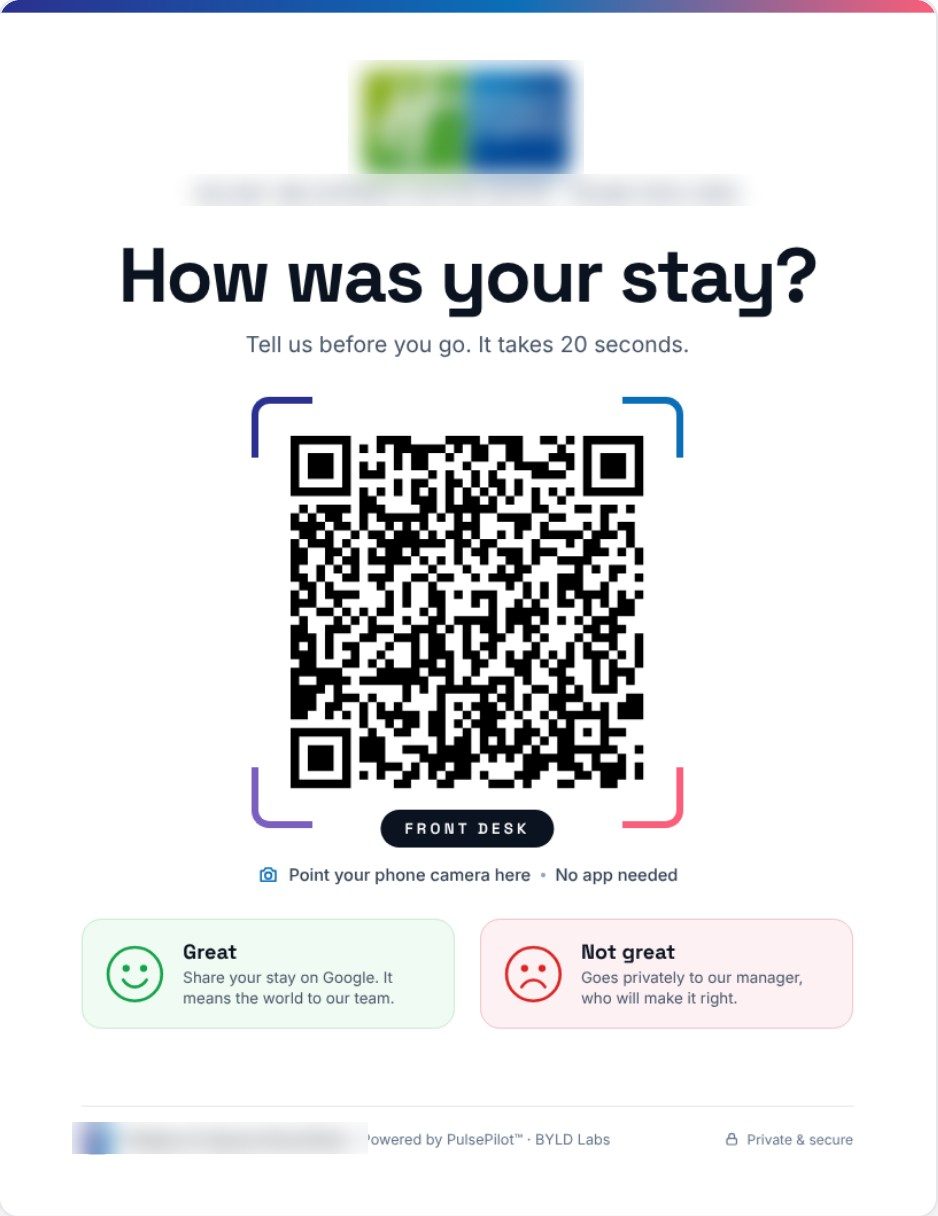 How was your stay?
Tell us before you go. It takes 20 seconds.
FRONT DESK
Point your phone camera here • No app needed
Great
Share your stay on Google. It
means the world to our team.
Not great
Goes privately to our manager,
who will make it right.
Powered by PulsePilot™ · BYLD Labs
Private & secure